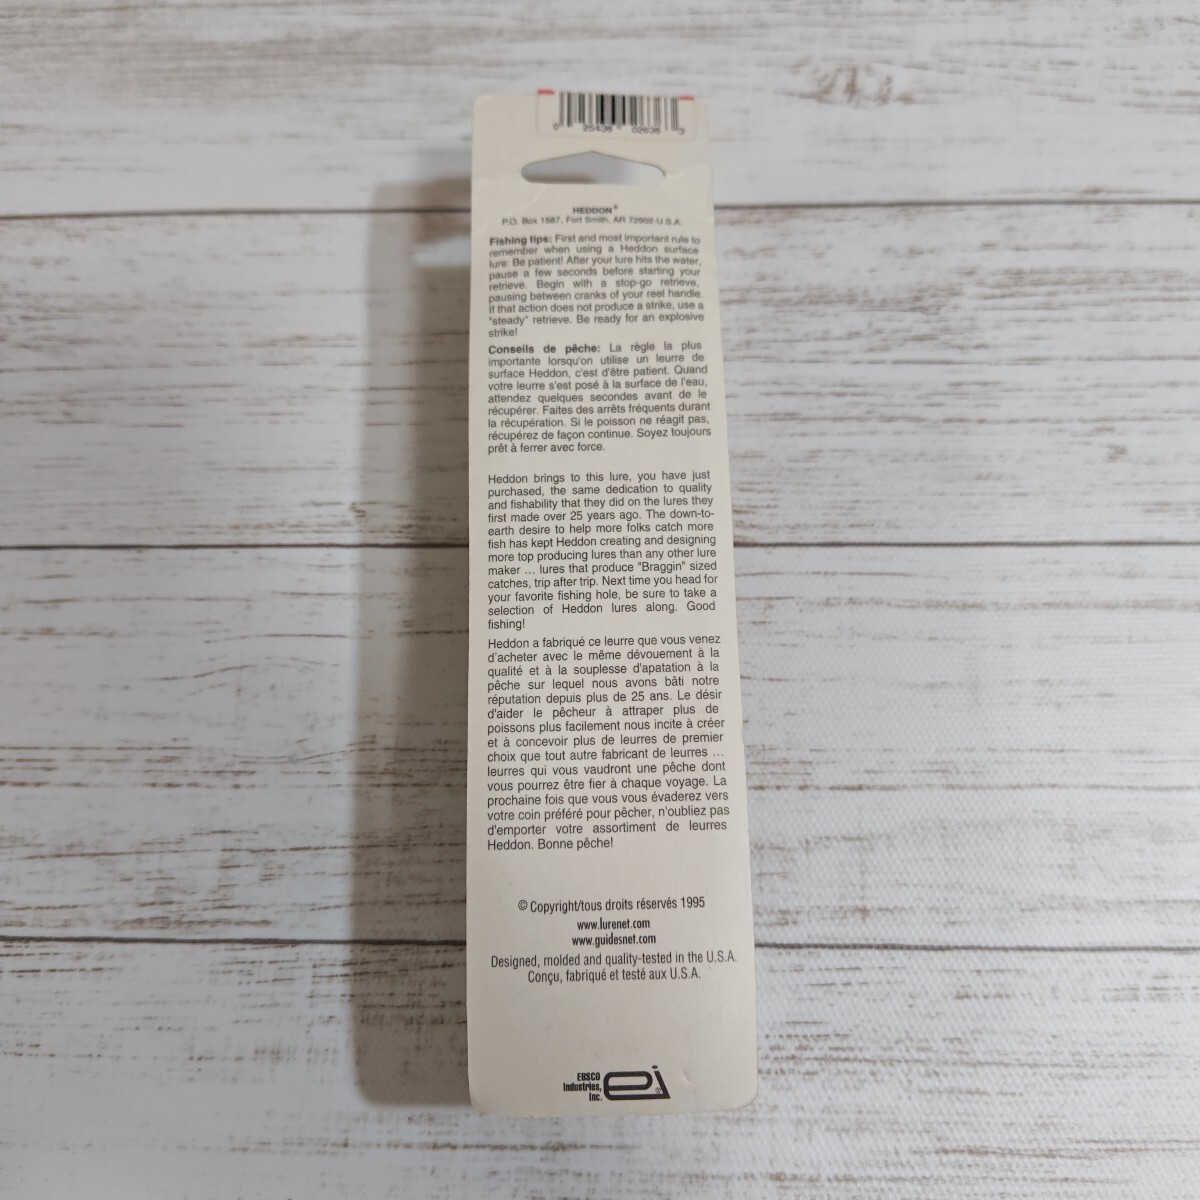 0 25436 02636 3
HEDDON®
P.O. Box 1587, Fort Smith, AR 72902 U.S.A.
Fishing tips: First and most important rule to
remember when using a Heddon surface
lure: Be patient! After your lure hits the water,
pause a few seconds before starting your
retrieve. Begin with a stop-go retrieve,
pausing between cranks of your reel handle.
If that action does not produce a strike, use a
"steady" retrieve. Be ready for an explosive
strike!
Conseils de pêche: La règle la plus
importante lorsqu'on utilise un leurre de
surface Heddon, c'est d'être patient. Quand
votre leurre s'est posé à la surface de l'eau,
attendez quelques secondes avant de le
récupérer. Faites des arrêts fréquents durant
la récupération. Si le poisson ne réagit pas,
récupérez de façon continue. Soyez toujours
prêt à ferrer avec force.
Heddon brings to this lure, you have just
purchased, the same dedication to quality
and fishability that they did on the lures they
first made over 25 years ago. The down-to-
earth desire to help more folks catch more
fish has kept Heddon creating and designing
more top producing lures than any other lure
maker ... lures that produce "Braggin" sized
catches, trip after trip. Next time you head for
your favorite fishing hole, be sure to take a
selection of Heddon lures along. Good
fishing!
Heddon a fabriqué ce leurre que vous venez
d'acheter avec le même dévouement à la
qualité et à la souplesse d'apatation à la
pêche sur lequel nous avons bâti notre
réputation depuis plus de 25 ans. Le désir
d'aider le pêcheur à attraper plus de
poissons plus facilement nous incite à créer
et à concevoir plus de leurres de premier
choix que tout autre fabricant de leurres ...
leurres qui vous vaudront une pêche dont
vous pourrez être fier à chaque voyage. La
prochaine fois que vous vous évaderez vers
votre coin préféré pour pêcher, n'oubliez pas
d'emporter votre assortiment de leurres
Heddon. Bonne pêche!
© Copyright/tous droits réservés 1995
www.lurenet.com
www.guidesnet.com
Designed, molded and quality-tested in the U.S.A.
Conçu, fabriqué et testé aux U.S.A.
EBSCO
Industries,
Inc.
ei®